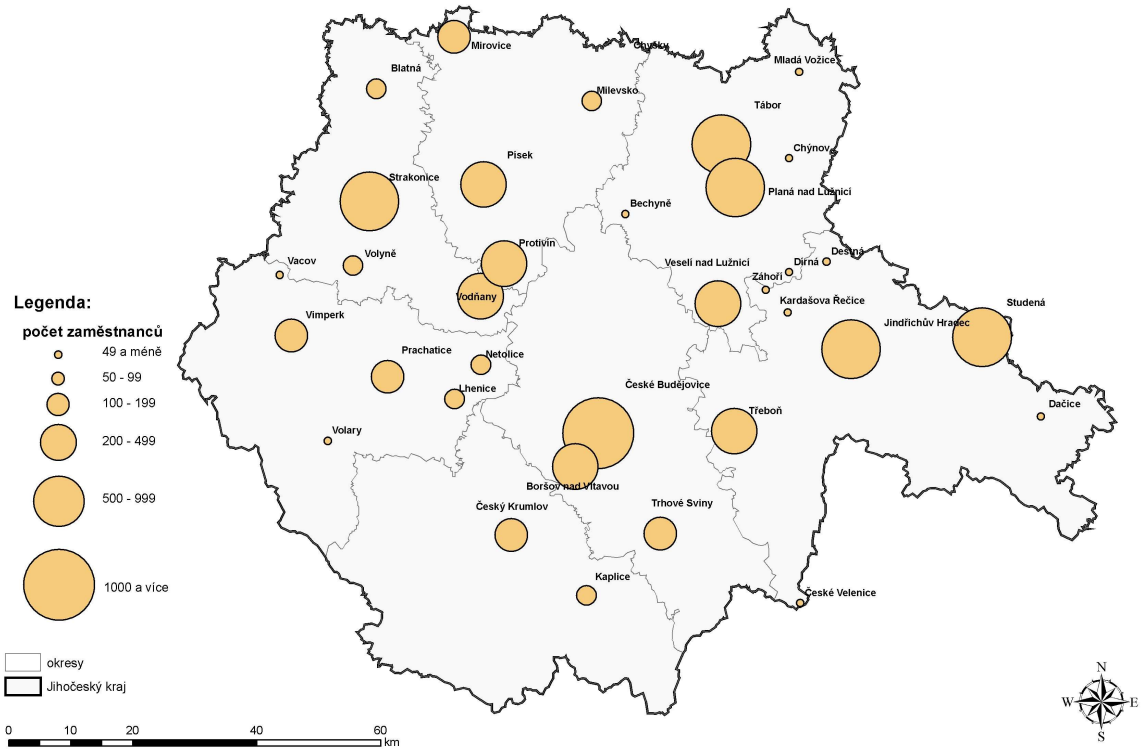 Mirovice
Chyšky
Mladá Vožice
Blatná
Milevsko
Tábor
Chýnov
Písek
Strakonice
Planá nad Lužnicí
Bechyně
Protivín
Volyně
Vacov
Veselí nad Lužnicí
Dírná
Deštná
Záhoří
Vodňany
Kardašova Řečice
Studená
Jindřichův Hradec
Vimperk
Prachatice
Netolice
Lhenice
České Budějovice
Třeboň
Dačice
Volary
Boršov nad Vltavou
Český Krumlov
Trhové Sviny
Kaplice
České Velenice
Legenda:
počet zaměstnanců
49 a méně
50 - 99
100 - 199
200 - 499
500 - 999
1000 a více
okresy
Jihočeský kraj
0 10 20 40 60
km
N
W E
S